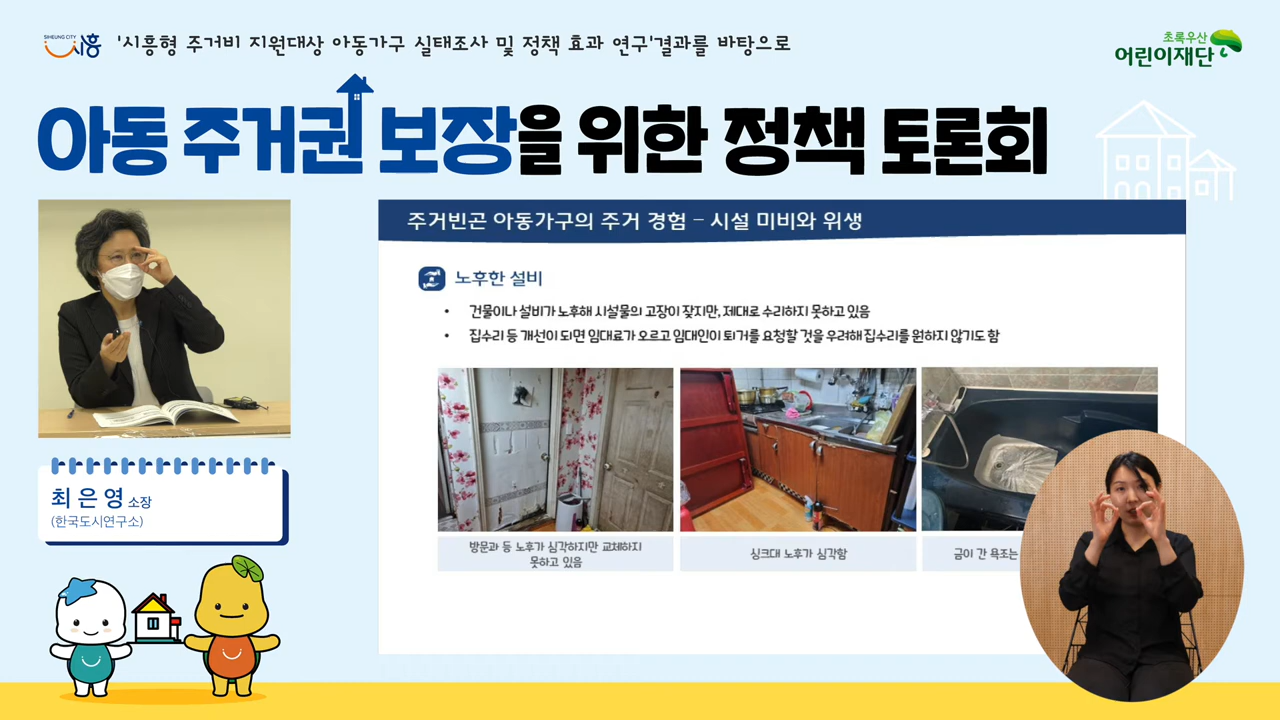 SIHEUNG CITY
시흥
'시흥형 주거비 지원대상 아동가구 실태조사 및 정책 효과 연구'결과를 바탕으로
초록우산
어린이재단
아동 주거권 보장을 위한 정책 토론회
주거빈곤 아동가구의 주거 경험 – 시설 미비와 위생
노후한 설비
• 건물이나 설비가 노후해 시설물의 고장이 잦지만, 제대로 수리하지 못하고 있음
• 집수리 등 개선이 되면 임대료가 오르고 임대인이 퇴거를 요청할 것을 우려해 집수리를 원하지 않기도 함
방문과 등 노후가 심각하지만 교체하지
못하고 있음
싱크대 노후가 심각함
금이 간 욕조는
최은영 소장
(한국도시연구소)